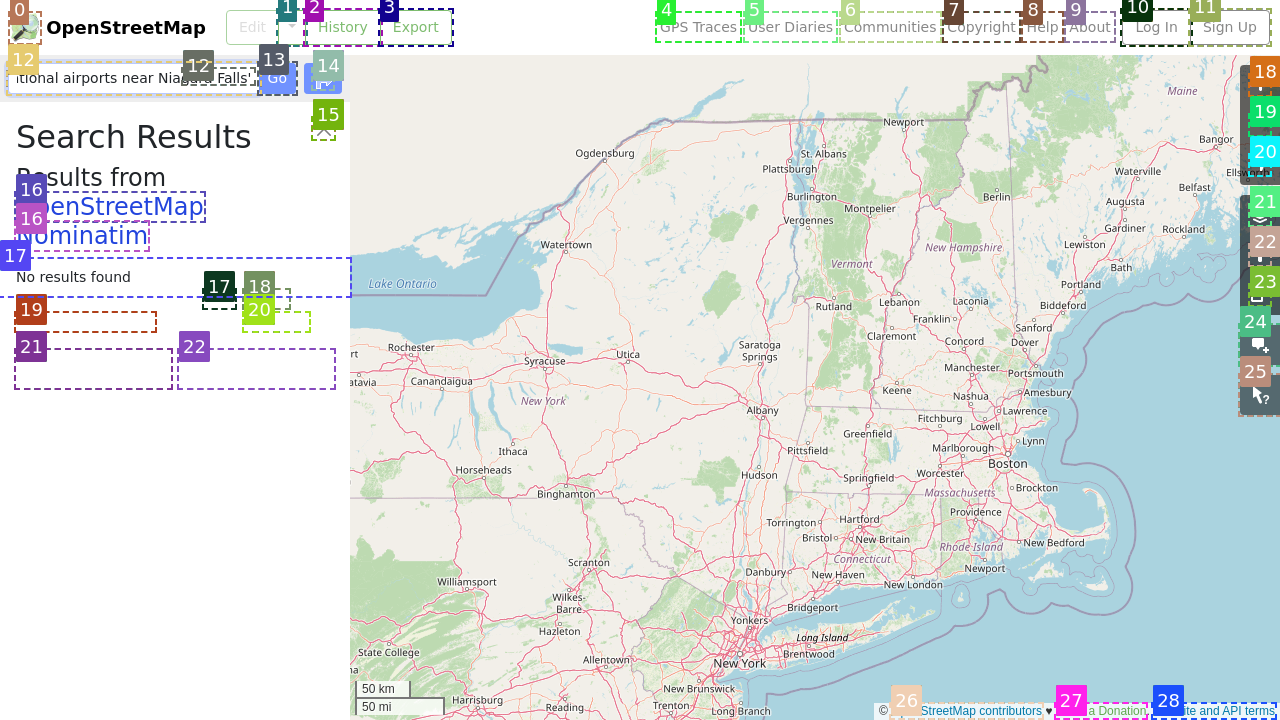 0
OpenStreetMap
Edit
1
2
History
3
Export
4
GPS Traces
5
User Diaries
6
Communities
7
Copyright
8
Help
9
About
10
Log In
11
Sign Up
12
12
itional airports near Niagara Falls'
13
Go
14
15
Search Results
Results from
16
OpenStreetMap
16
Nominatim
17
No results found
17
18
19
20
21
22
18
19
20
21
22
23
24
25
Maine
Newport
Bangor
Ogdensburg
St. Albans
Plattsburgh
Waterville
Ellsworth
Burlington
Berlin
Belfast
Montpelier
Augusta
Vergennes
Gardiner
Rockland
Watertown
New Hampshire
Lewiston
Vermont
Bath
Lake Ontario
Portland
Rutland
Lebanon
Laconia
Biddeford
Franklin
Sanford
Claremont
Concord
Dover
Rochester
Utica
Saratoga
Springs
Syracuse
Manchester
Portsmouth
atavia
Canandaigua
Keene
Nashua
Amesbury
New York
Albany
Lawrence
Fitchburg
Lowell
Greenfield
Lynn
Ithaca
Pittsfield
Marlborough
Boston
Horseheads
Hudson
Springfield
Worcester
Brockton
Binghamton
Massachusetts
Providence
Torrington
Hartford
Bristol
New Britain
New Bedford
Rhode Island
Connecticut
Scranton
Danbury
New Haven
Newport
Williamsport
New London
Wilkes-
Barre
Bridgeport
Yonkers
Hazleton
Long Island
State College
Brentwood
Allentown
New York
50 km
New Brunswick
50 mi
Harrisburg
Reading
Trenton
Long Branch
26
27
28
© StreetMap contributors ♥ a Donation te and API terms